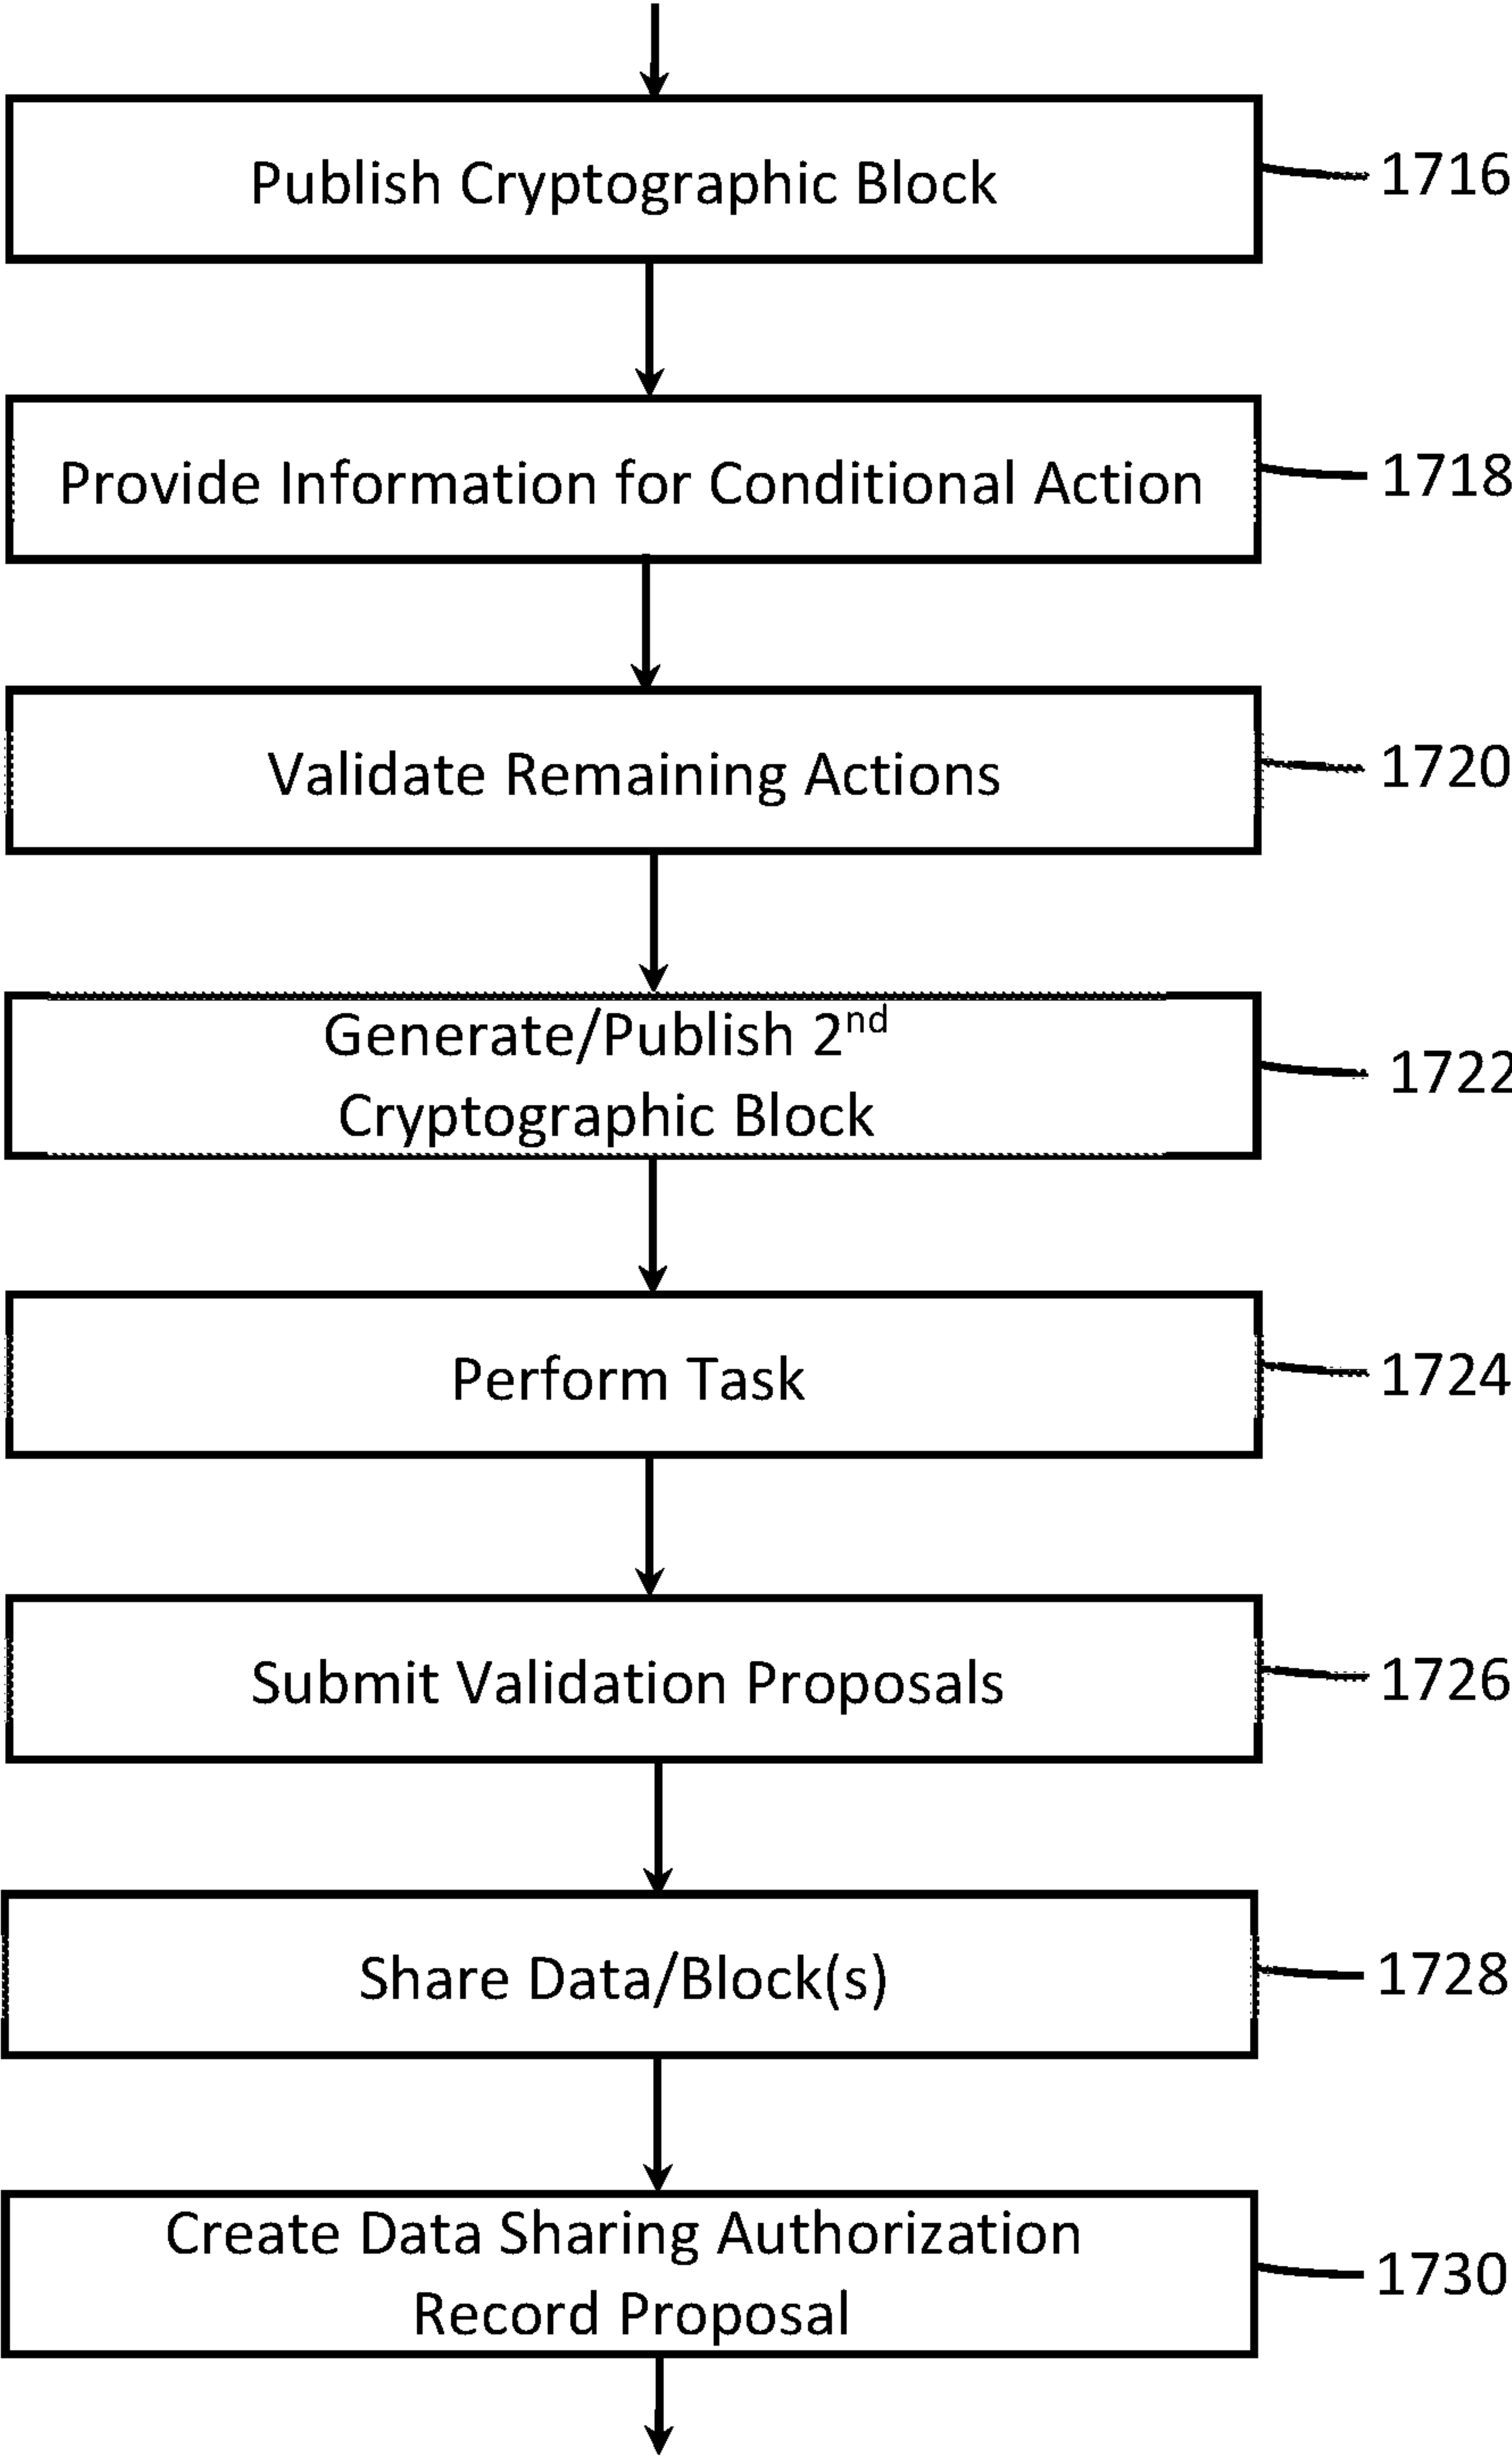 Publish Cryptographic Block
1716
Provide Information for Conditional Action
1718
Validate Remaining Actions
1720
Generate/Publish 2nd
Cryptographic Block
1722
Perform Task
1724
Submit Validation Proposals
1726
Share Data/Block(s)
1728
Create Data Sharing Authorization
Record Proposal
1730